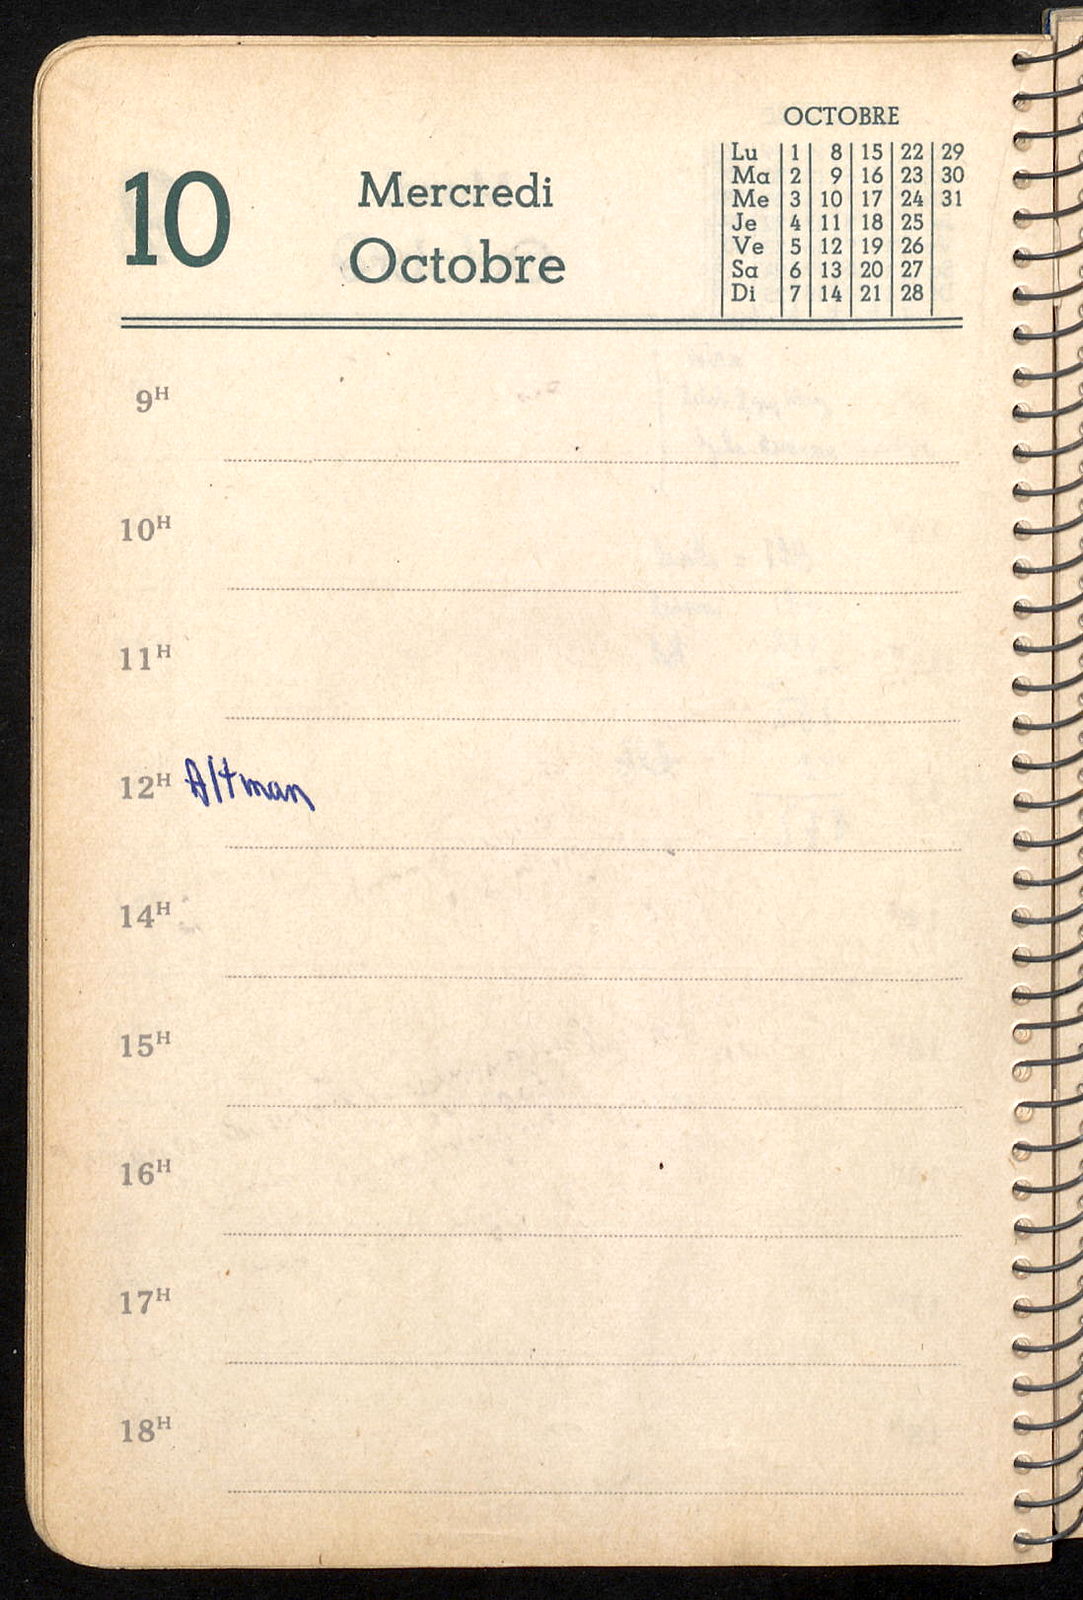 10
Mercredi
Octobre
OCTOBRE
Lu 1 8 15 22 29
Ma 2 9 16 23 30
Me 3 10 17 24 31
Je 4 11 18 25
Ve 5 12 19 26
Sa 6 13 20 27
Di 7 14 21 28
9H
10H
11H
12H Altman
14H
15H
16H
17H
18H